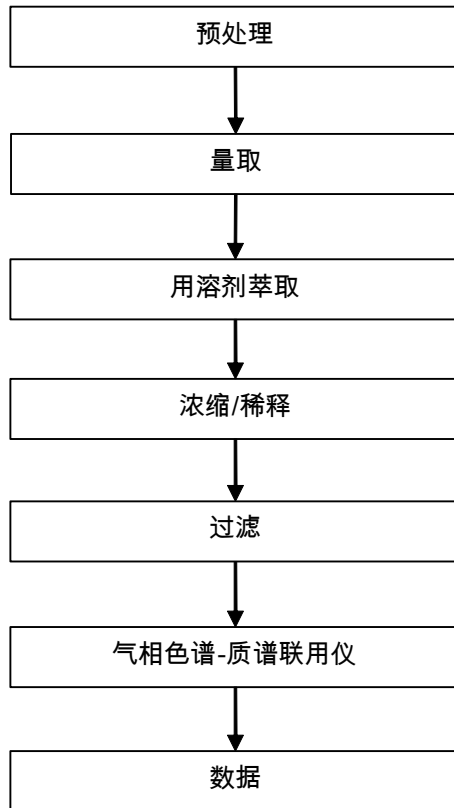 预处理
量取
用溶剂萃取
浓缩/稀释
过滤
气相色谱-质谱联用仪
数据